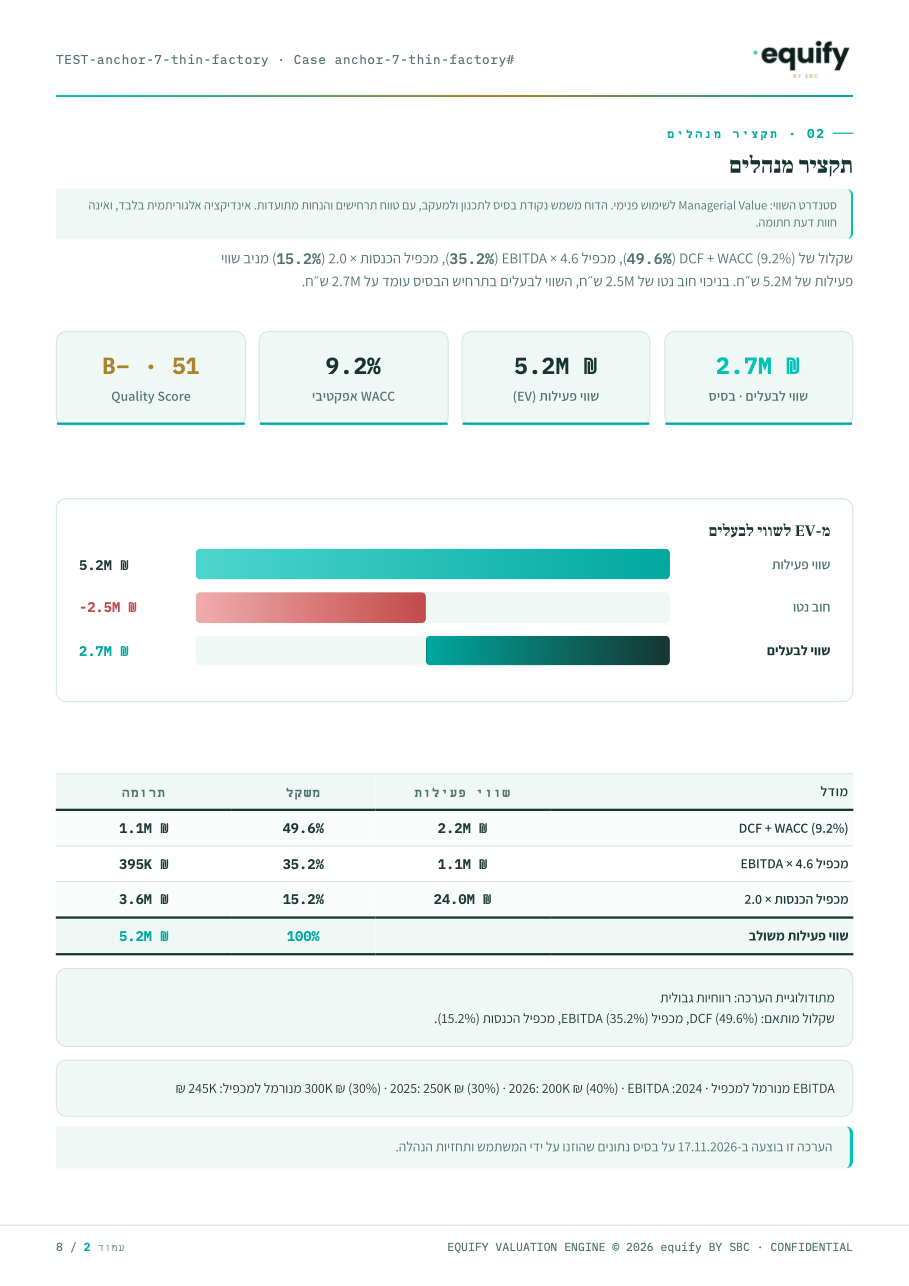 TEST-anchor-7-thin-factory · Case anchor-7-thin-factory#
equify
BY SBC
02 · תקציר מנהלים
תקציר מנהלים
סטנדרט השווי: Managerial Value לשימוש פנימי. הדוח משמש נקודת בסיס לתכנון ולמעקב, עם טווח תרחישים והנחות מתועדות. אינדיקציה אלגוריתמית בלבד, ואינה
חוות דעת חתומה.
שקלול של DCF + WACC (9.2%) (49.6%), מכפיל EBITDA × 4.6 (35.2%), מכפיל הכנסות × 2.0 (15.2%) מניב שווי
פעילות של 5.2M ש״ח. בניכוי חוב נטו של 2.5M ש״ח, השווי לבעלים בתרחיש הבסיס עומד על 2.7M ש״ח.
2.7M ₪
שווי לבעלים · בסיס
5.2M ₪
שווי פעילות (EV)
9.2%
WACC אפקטיבי
B− · 51
Quality Score
מ-EV לשווי לבעלים
שווי פעילות 5.2M ₪
חוב נטו -2.5M ₪
שווי לבעלים 2.7M ₪
מודל שווי פעילות משקל תרומה
DCF + WACC (9.2%) 2.2M ₪ 49.6% 1.1M ₪
מכפיל EBITDA × 4.6 1.1M ₪ 35.2% 395K ₪
מכפיל הכנסות × 2.0 24.0M ₪ 15.2% 3.6M ₪
שווי פעילות משולב 100% 5.2M ₪
מתודולוגיית הערכה: רווחיות גבולית
שקלול מותאם: DCF (49.6%), מכפיל EBITDA (35.2%), מכפיל הכנסות (15.2%).
EBITDA מנורמל למכפיל · 2024: EBITDA · 2026: 200K ₪ (40%) · 2025: 250K ₪ (30%) · 300K ₪ (30%) מנורמל למכפיל: 245K ₪
הערכה זו בוצעה ב-17.11.2026 על בסיס נתונים שהוזנו על ידי המשתמש ותחזיות הנהלה.
EQUIFY VALUATION ENGINE © 2026 equify BY SBC · CONFIDENTIAL
עמוד 2 / 8